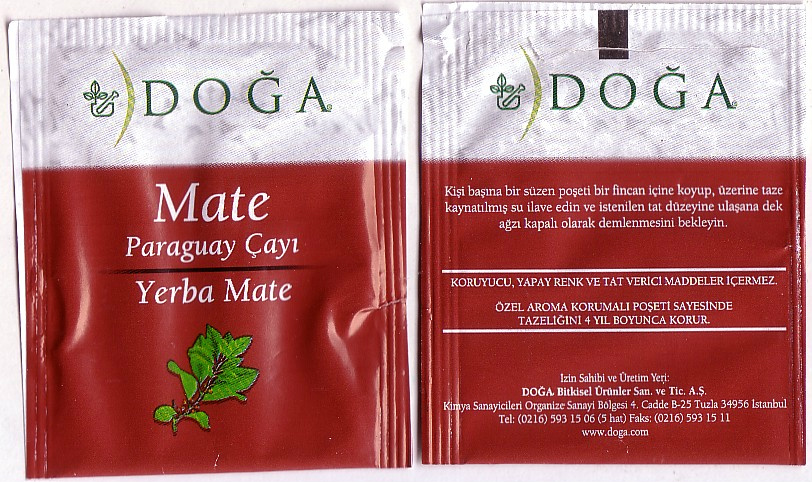 DOĞA
Mate
Paraguay Çayı
Yerba Mate
DOĞA
Kişi başına bir süzen poşeti bir fincan içine koyup, üzerine taze
kaynatılmış su ilave edin ve istenilen tat düzeyine ulaşana dek
ağzı kapalı olarak demlenmesini bekleyin.
KORUYUCU, YAPAY RENK VE TAT VERİCİ MADDELER İÇERMEZ.
ÖZEL AROMA KORUMALI POŞETİ SAYESİNDE
TAZELİĞİNİ 4 YIL BOYUNCA KORUR.
Izin Sahibi ve Üretim Yeri:
DOĞA Bitkisel Ürünler San. ve Tic. A.Ş.
Kimya Sanayicileri Organize Sanayi Bölgesi 4. Cadde B-25 Tuzla 34956 İstanbul
Tel: (0216) 593 15 06 (5 hat) Faks: (0216) 593 15 11
www.doga.com